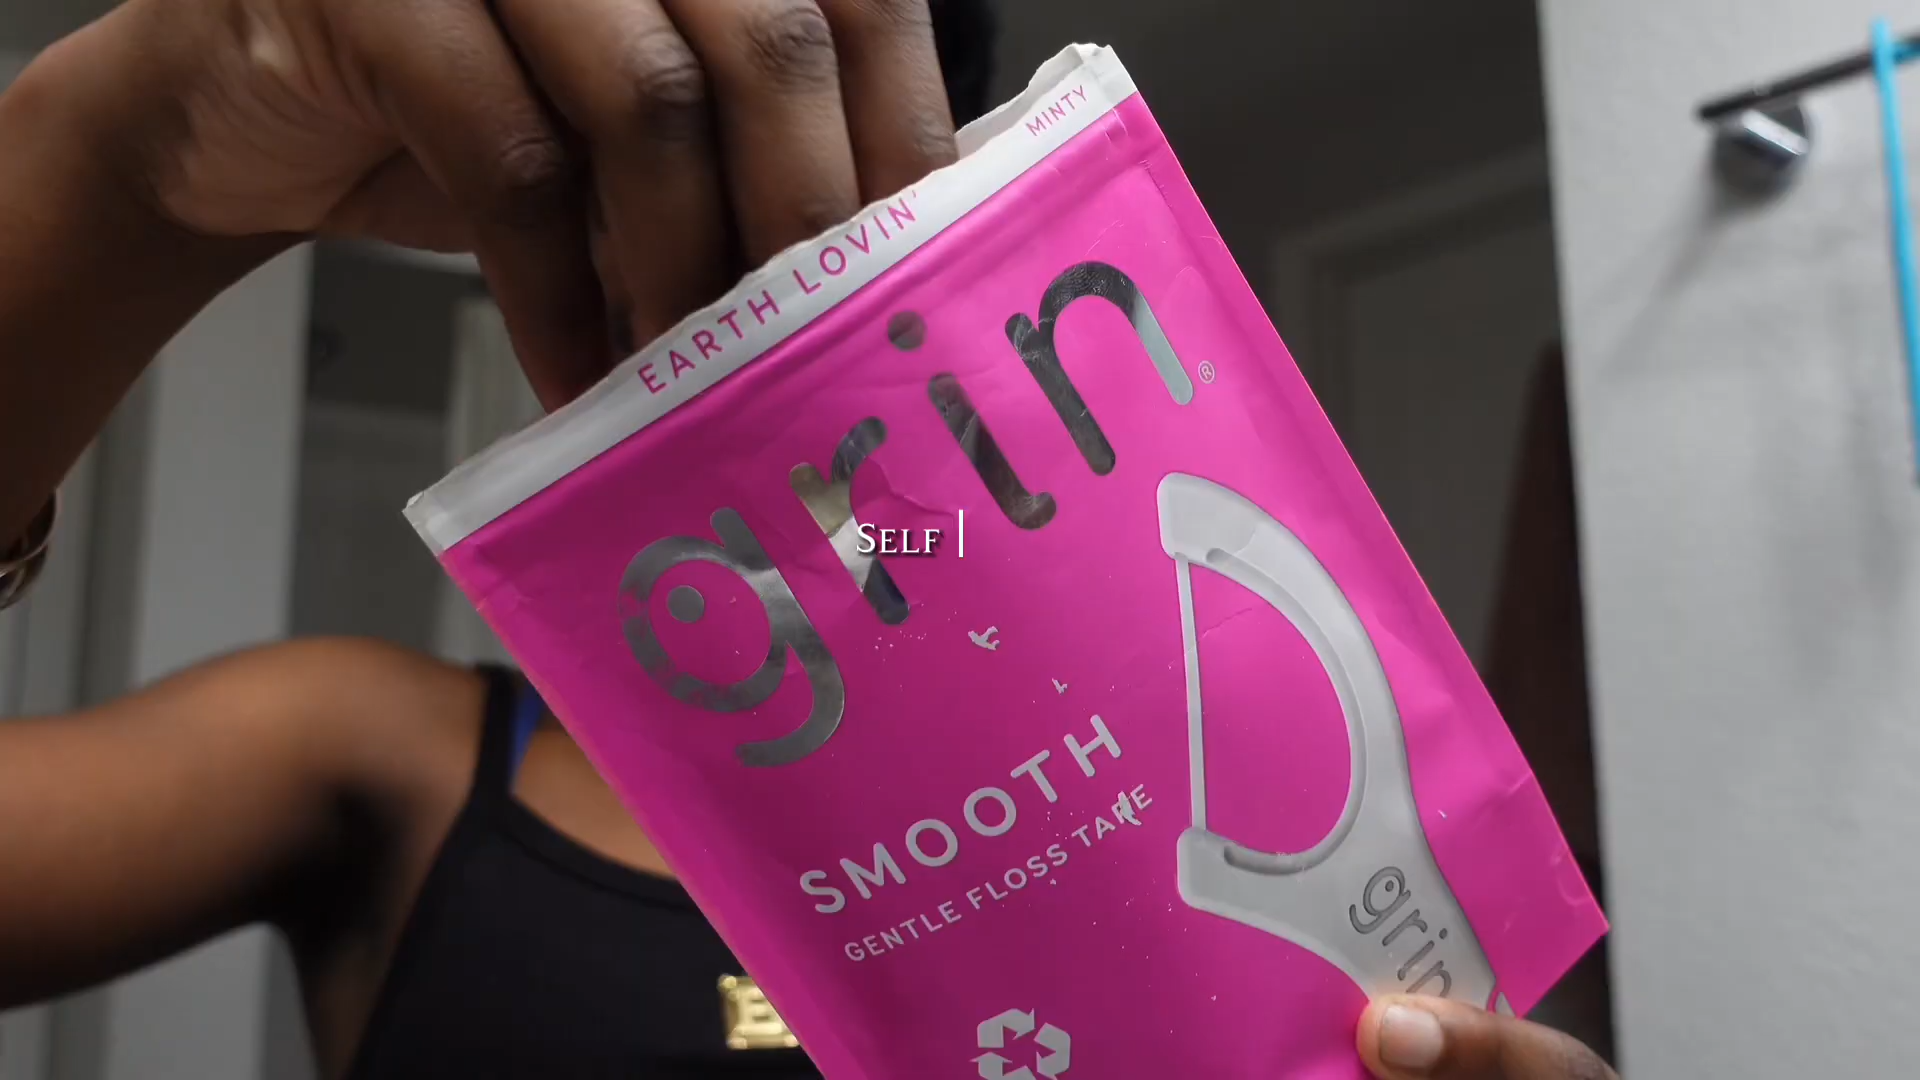 MINTY
EARTH LOVIN'
grin®
Self
SMOOTH
GENTLE FLOSS TAPE
grin